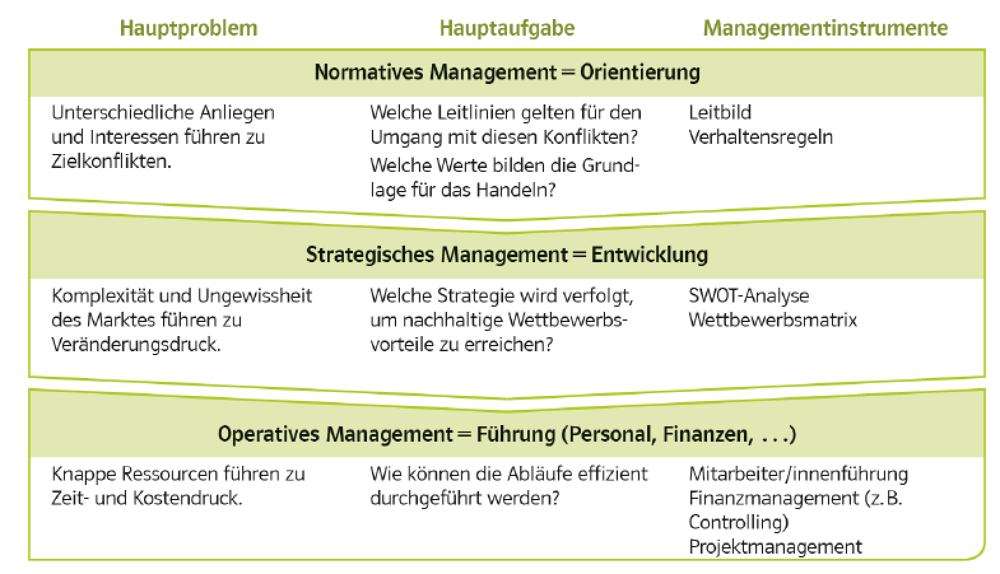 Hauptproblem
Hauptaufgabe
Managementinstrumente
Normatives Management = Orientierung
Unterschiedliche Anliegen
und Interessen führen zu
Zielkonflikten.
Welche Leitlinien gelten für den
Umgang mit diesen Konflikten?
Welche Werte bilden die Grund-
lage für das Handeln?
Leitbild
Verhaltensregeln
Strategisches Management = Entwicklung
Komplexität und Ungewissheit
des Marktes führen zu
Veränderungsdruck.
Welche Strategie wird verfolgt,
um nachhaltige Wettbewerbs-
vorteile zu erreichen?
SWOT-Analyse
Wettbewerbsmatrix
Operatives Management = Führung (Personal, Finanzen, ...)
Knappe Ressourcen führen zu
Zeit- und Kostendruck.
Wie können die Abläufe effizient
durchgeführt werden?
Mitarbeiter/innenführung
Finanzmanagement (z. B.
Controlling)
Projektmanagement